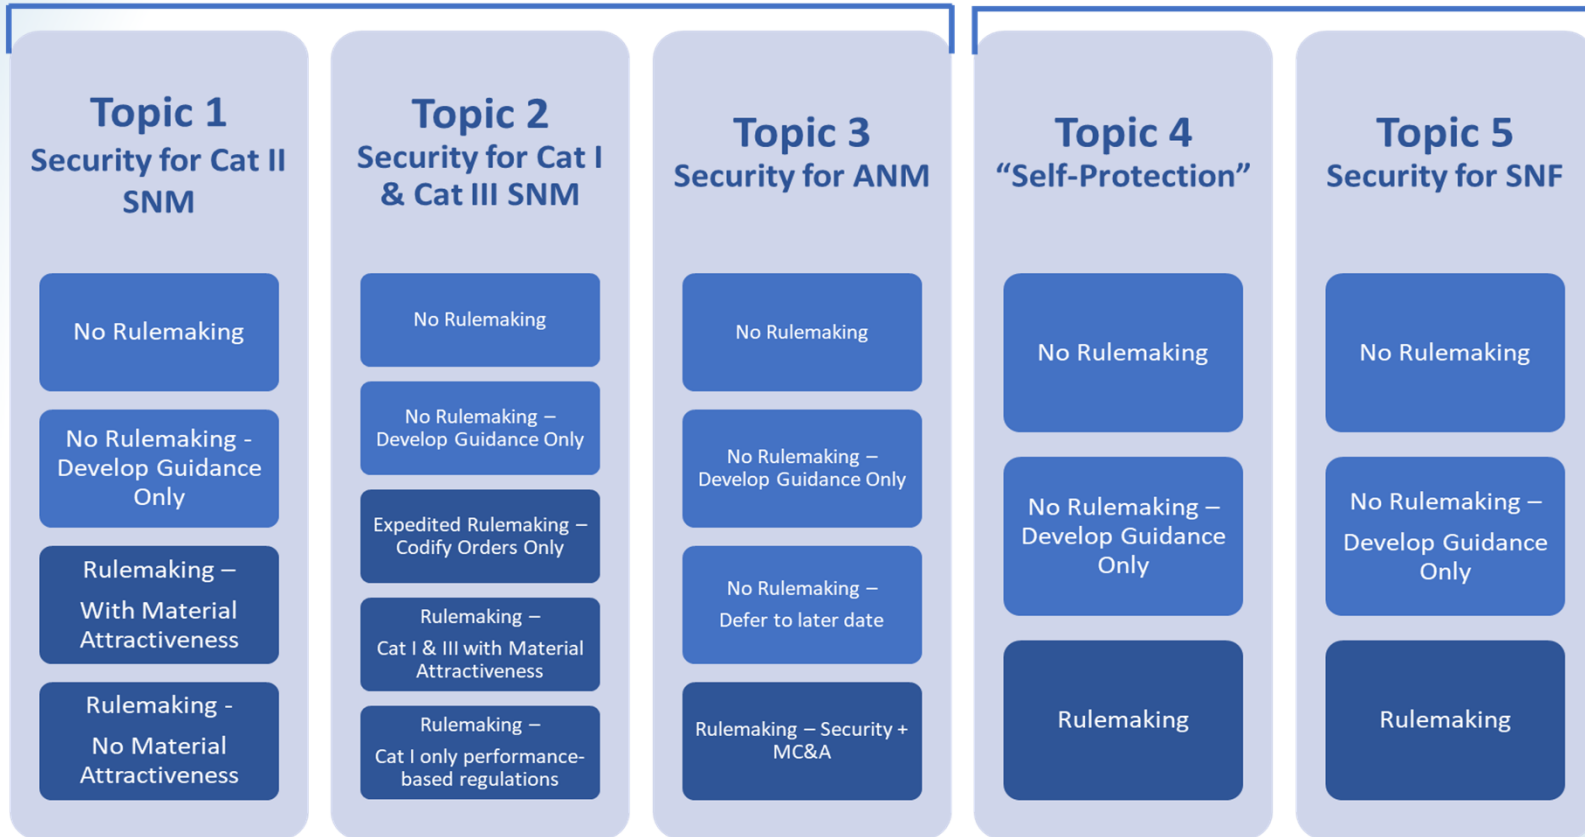 Topic 1
Security for Cat II
SNM
No Rulemaking
No Rulemaking -
Develop Guidance
Only
Rulemaking –
With Material
Attractiveness
Rulemaking -
No Material
Attractiveness
Topic 2
Security for Cat I
& Cat III SNM
No Rulemaking
No Rulemaking –
Develop Guidance Only
Expedited Rulemaking –
Codify Orders Only
Rulemaking –
Cat I & III with Material
Attractiveness
Rulemaking –
Cat I only performance-
based regulations
Topic 3
Security for ANM
No Rulemaking
No Rulemaking –
Develop Guidance Only
No Rulemaking –
Defer to later date
Rulemaking – Security +
MC&A
Topic 4
“Self-Protection”
No Rulemaking
No Rulemaking –
Develop Guidance
Only
Rulemaking
Topic 5
Security for SNF
No Rulemaking
No Rulemaking –
Develop Guidance
Only
Rulemaking